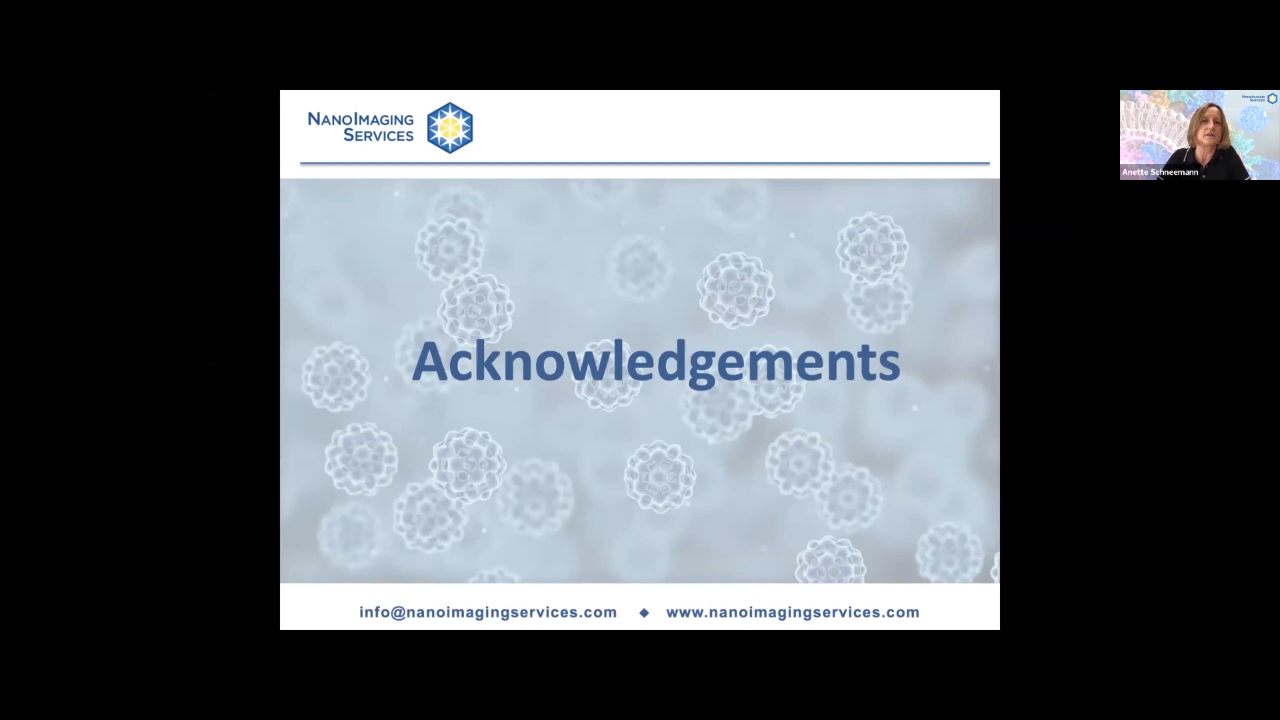 NANOIMAGING
SERVICES
Anette Schneemann
Acknowledgements
info@nanoimagingservices.com ◆ www.nanoimagingservices.com